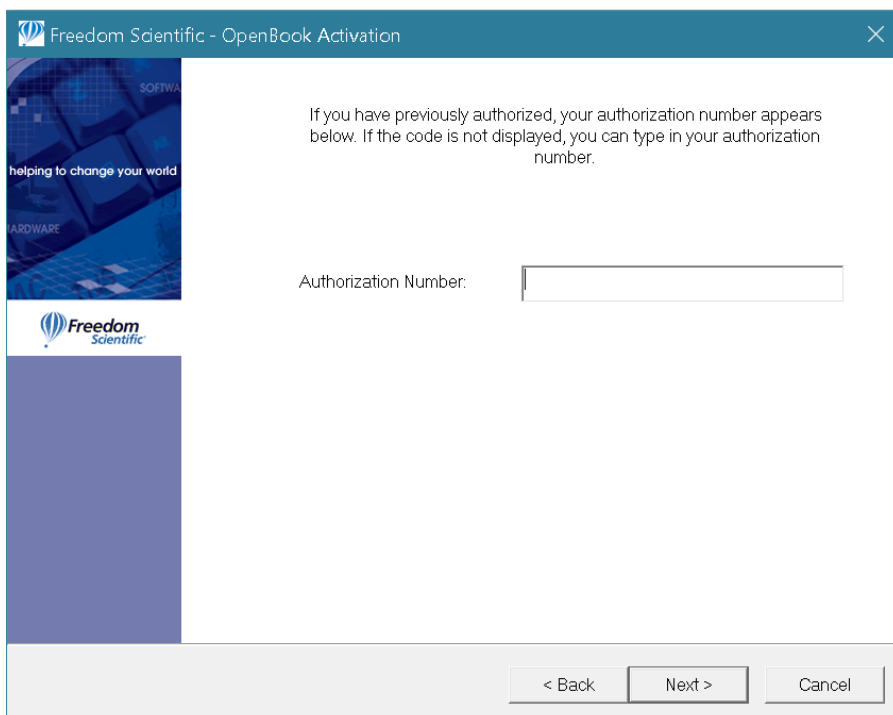 Freedom Scientific - OpenBook Activation
SOFTWA
If you have previously authorized, your authorization number appears
below. If the code is not displayed, you can type in your authorization
number.
helping to change your world
HARDWARE
Authorization Number:
Freedom
Scientific
< Back
Next >
Cancel